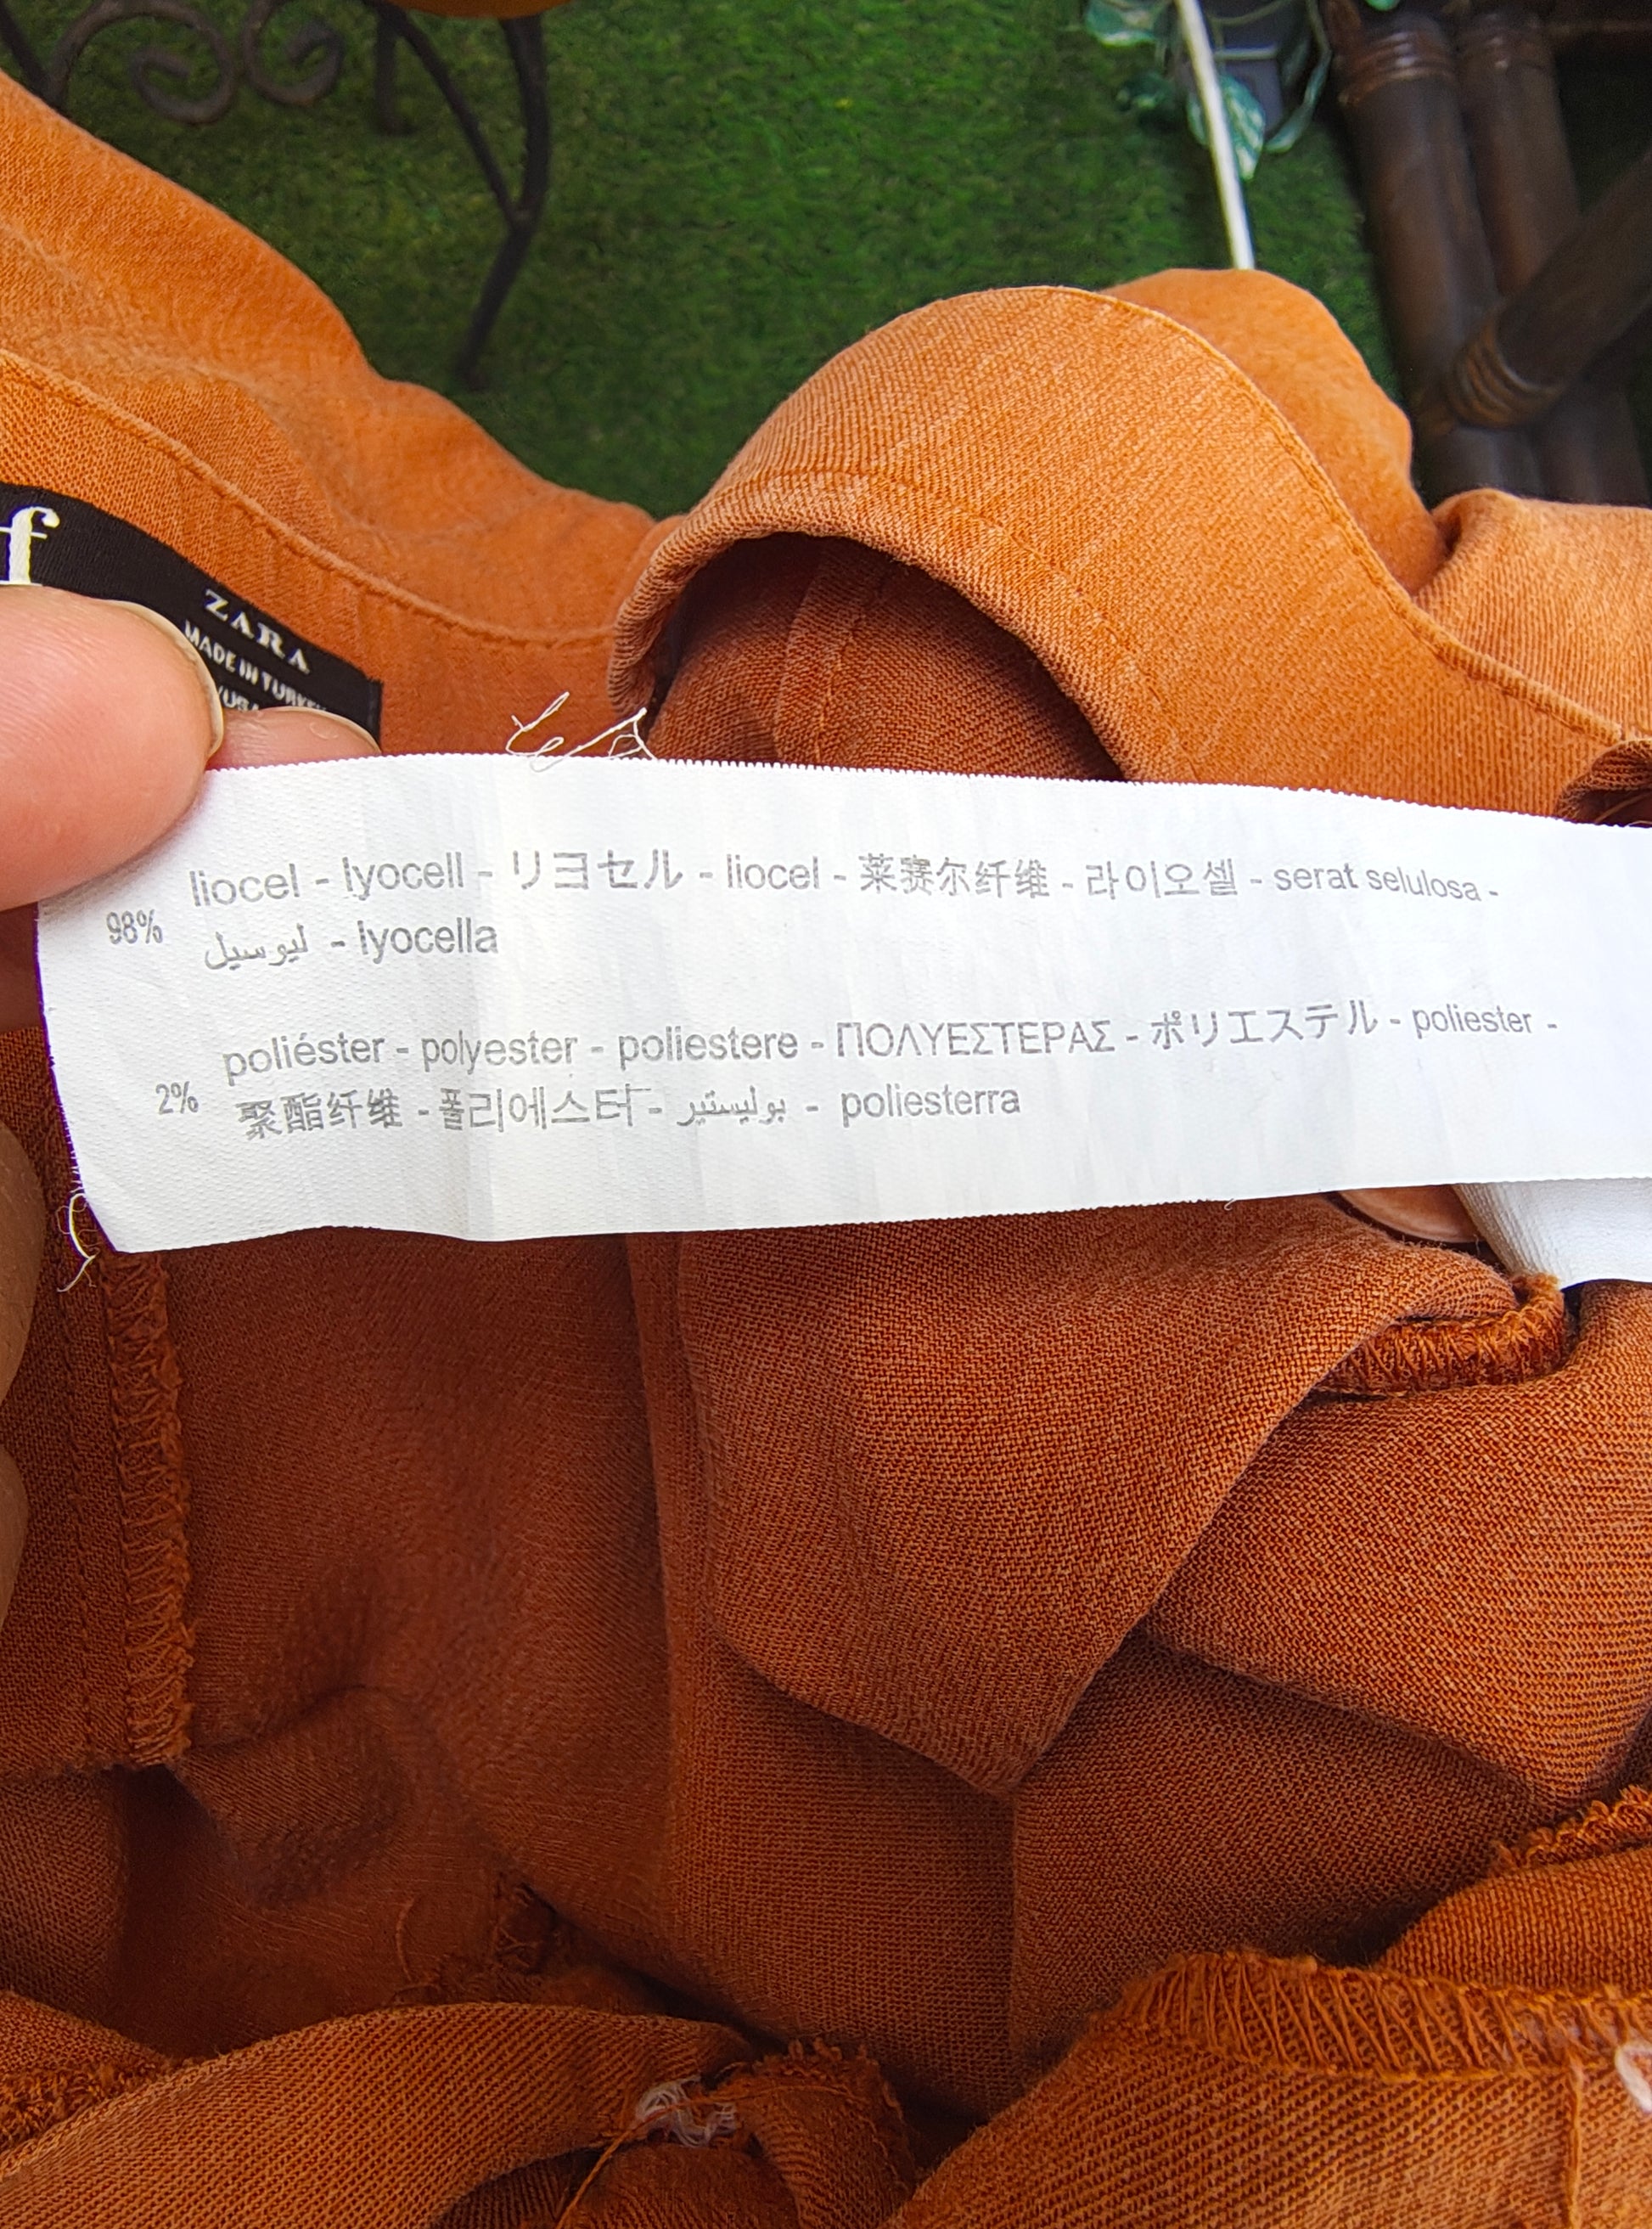 ZARA
MADE IN TURKEY
98%
liocel - lyocell - リヨセル - liocel - 莱赛尔纤维 - 라이오셀 - serat selulosa -
ليوسيل - lyocella
2%
poliéster - polyester - poliestere - ΠΟΛΥΕΣΤΕΡΑΣ - ポリエステル - poliester -
聚酯纤维 - 폴리에스터 - بوليستير - poliesterra